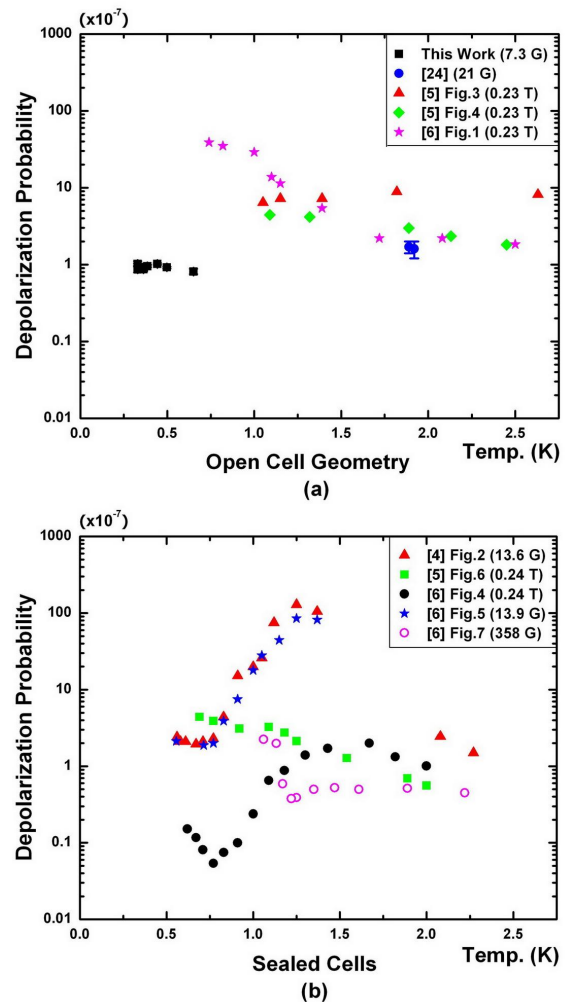 (x10⁻⁷)
1000
100
10
1
0.1
0.01
Depolarization Probability
This Work (7.3 G)
[24] (21 G)
[5] Fig.3 (0.23 T)
[5] Fig.4 (0.23 T)
[6] Fig.1 (0.23 T)
0.0 0.5 1.0 1.5 2.0 2.5
Temp. (K)
Open Cell Geometry
(a)
(x10⁻⁷)
1000
100
10
1
0.1
0.01
Depolarization Probability
[4] Fig.2 (13.6 G)
[5] Fig.6 (0.24 T)
[6] Fig.4 (0.24 T)
[6] Fig.5 (13.9 G)
[6] Fig.7 (358 G)
0.0 0.5 1.0 1.5 2.0 2.5
Temp. (K)
Sealed Cells
(b)